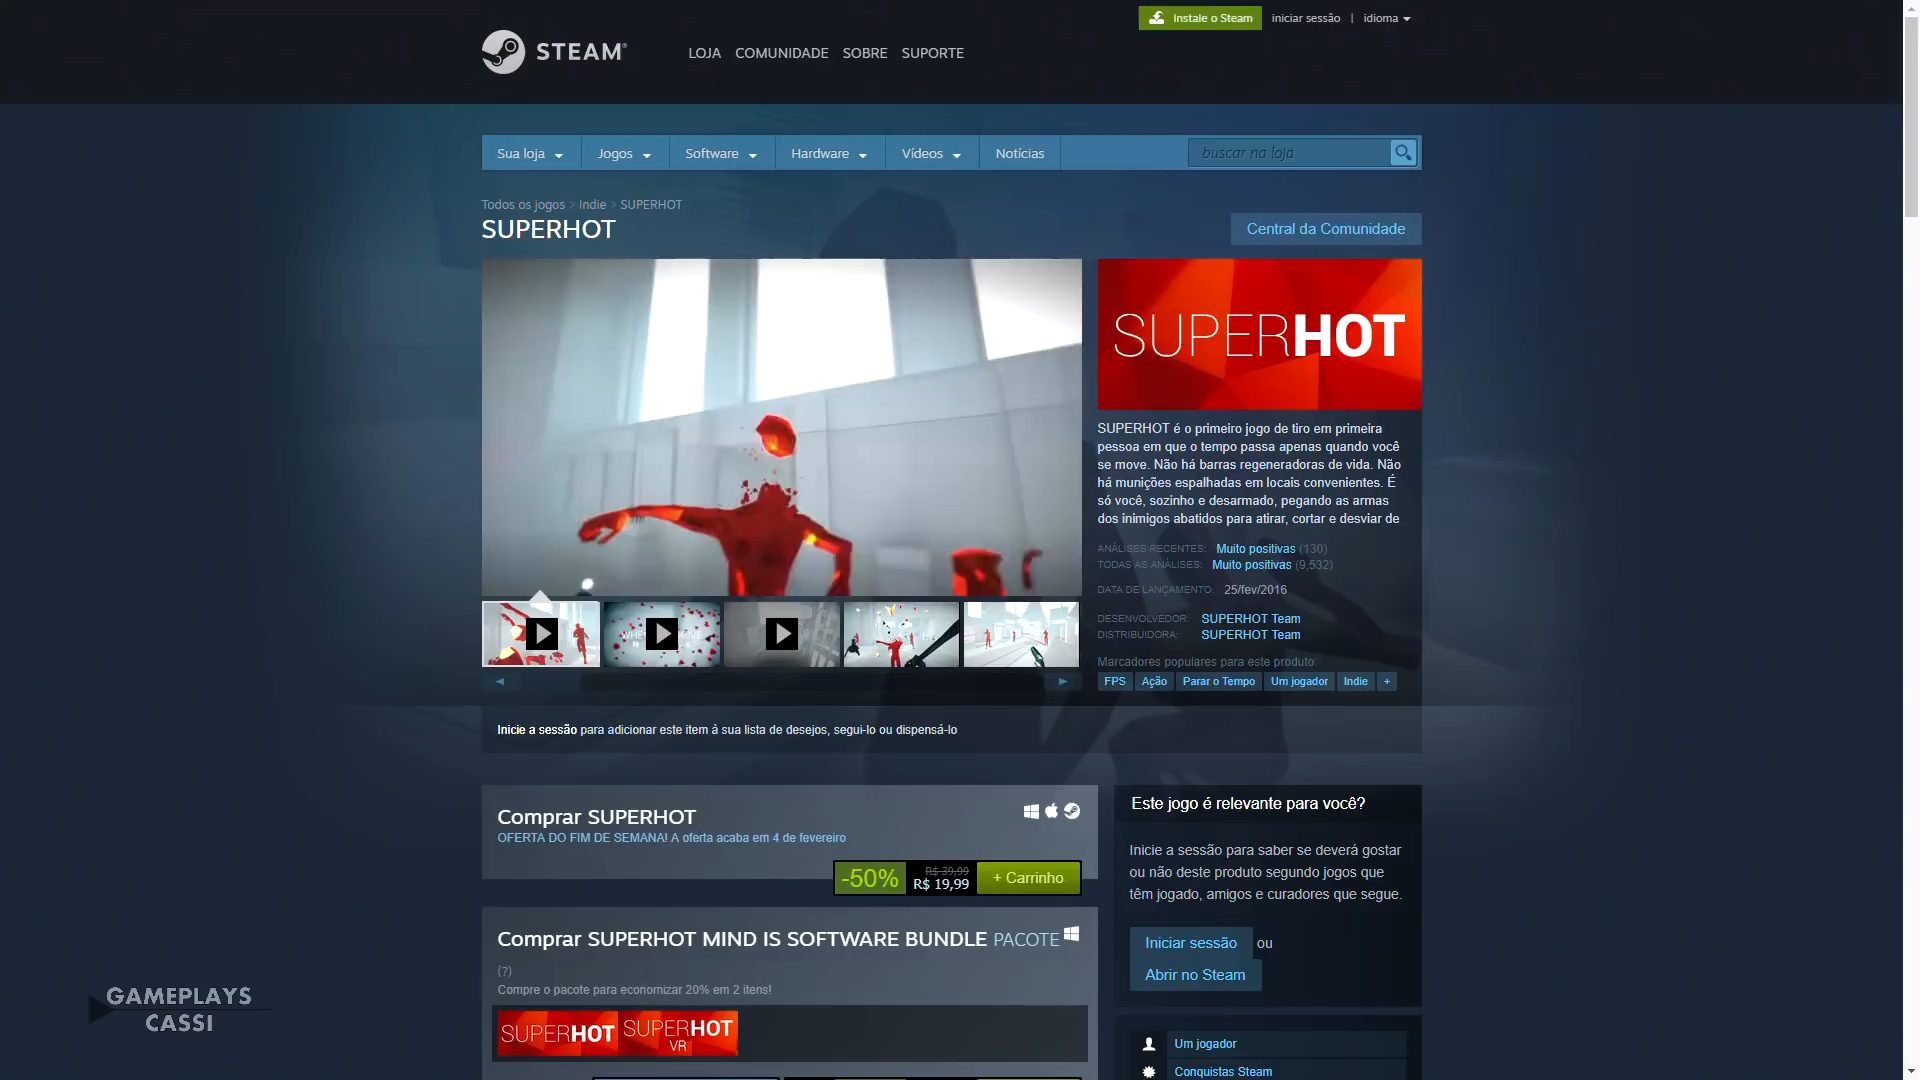 Instale o Steam
iniciar sessão | idioma
STEAM
LOJA COMUNIDADE SOBRE SUPORTE
Sua loja Jogos Software Hardware Vídeos Notícias
buscar na loja
Todos os jogos > Indie > SUPERHOT
SUPERHOT
Central da Comunidade
SUPERHOT
SUPERHOT é o primeiro jogo de tiro em primeira
pessoa em que o tempo passa apenas quando você
se move. Não há barras regeneradoras de vida. Não
há munições espalhadas em locais convenientes. É
só você, sozinho e desarmado, pegando as armas
dos inimigos abatidos para atirar, cortar e desviar de
ANÁLISES RECENTES: Muito positivas (130)
TODAS AS ANÁLISES: Muito positivas (9,532)
DATA DE LANÇAMENTO: 25/fev/2016
DESENVOLVEDOR: SUPERHOT Team
DISTRIBUIDORA: SUPERHOT Team
Marcadores populares para este produto:
FPS Ação Parar o Tempo Um jogador Indie +
Inicie a sessão para adicionar este item à sua lista de desejos, segui-lo ou dispensá-lo
Comprar SUPERHOT
OFERTA DO FIM DE SEMANA! A oferta acaba em 4 de fevereiro
-50% R$ 39,99 R$ 19,99 + Carrinho
Comprar SUPERHOT MIND IS SOFTWARE BUNDLE PACOTE
(?)
Compre o pacote para economizar 20% em 2 itens!
SUPERHOT SUPERHOT
VR
Este jogo é relevante para você?
Inicie a sessão para saber se deverá gostar
ou não deste produto segundo jogos que
têm jogado, amigos e curadores que segue.
Iniciar sessão ou
Abrir no Steam
Um jogador
Conquistas Steam
GAMEPLAYS
CASSI